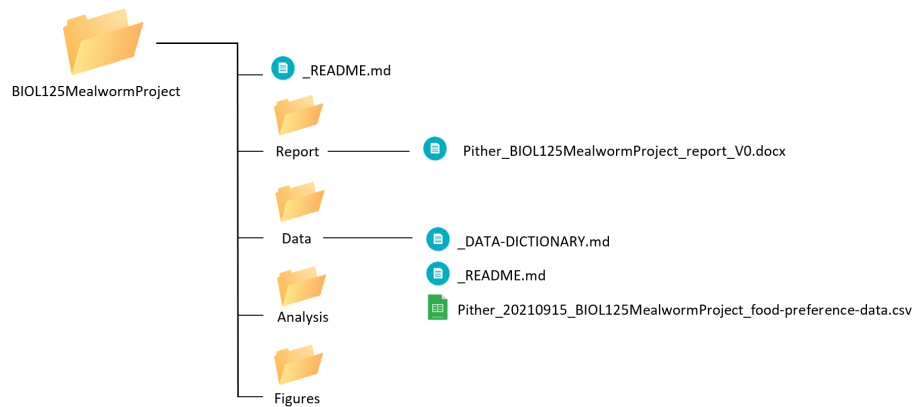 BIOL125MealwormProject
_README.md
Report
Pither_BIOL125MealwormProject_report_V0.docx
Data
_DATA-DICTIONARY.md
_README.md
Pither_20210915_BIOL125MealwormProject_food-preference-data.csv
Analysis
Figures